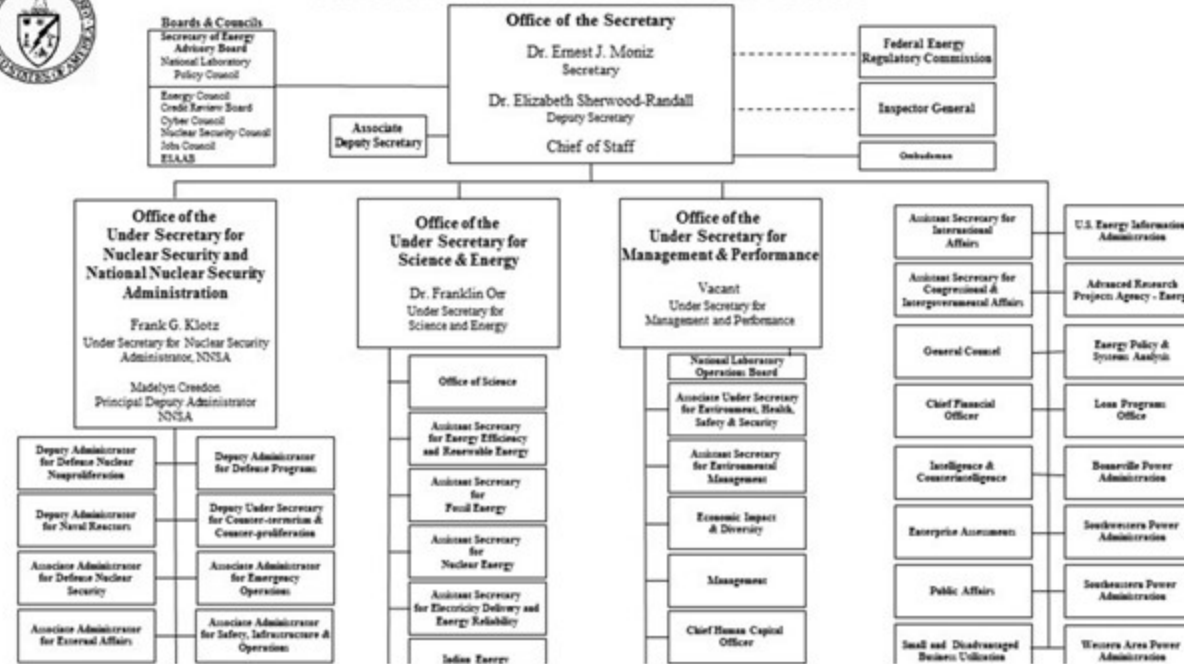 Boards & Councils
Secretary of Energy
Advisory Board
National Laboratory
Policy Council
Energy Council
Credit Review Board
Cyber Council
Nuclear Security Council
Jobs Council
ESAAB
Office of the Secretary
Dr. Ernest J. Moniz
Secretary
Dr. Elizabeth Sherwood-Randall
Deputy Secretary
Chief of Staff
Associate
Deputy Secretary
Federal Energy
Regulatory Commission
Inspector General
Ombudsman
Office of the
Under Secretary for
Nuclear Security and
National Nuclear Security
Administration
Frank G. Klotz
Under Secretary for Nuclear Security
Administrator, NNSA
Madelyn Creedon
Principal Deputy Administrator
NNSA
Deputy Administrator
for Defense Nuclear
Nonproliferation
Deputy Administrator
for Defense Programs
Deputy Administrator
for Naval Reactors
Deputy Under Secretary
for Counter-terrorism &
Counter-proliferation
Associate Administrator
for Defense Nuclear
Security
Associate Administrator
for Emergency
Operations
Associate Administrator
for External Affairs
Associate Administrator
for Safety, Infrastructure &
Operations
Office of the
Under Secretary for
Science & Energy
Dr. Franklin Orr
Under Secretary for
Science and Energy
Office of Science
Assistant Secretary
for Energy Efficiency
and Renewable Energy
Assistant Secretary
for
Fossil Energy
Assistant Secretary
for
Nuclear Energy
Assistant Secretary
for Electricity Delivery and
Energy Reliability
Indian Energy
Office of the
Under Secretary for
Management & Performance
Vacant
Under Secretary for
Management and Performance
National Laboratory
Operations Board
Associate Under Secretary
for Environment, Health,
Safety & Security
Assistant Secretary
for Environmental
Management
Economic Impact
& Diversity
Management
Chief Human Capital
Officer
Assistant Secretary for
International
Affairs
U.S. Energy Information
Administration
Assistant Secretary for
Congressional &
Intergovernmental Affairs
Advanced Research
Projects Agency - Energy
General Counsel
Energy Policy &
Systems Analysis
Chief Financial
Officer
Loan Programs
Office
Intelligence &
Counterintelligence
Bonneville Power
Administration
Enterprise Assessments
Southwestern Power
Administration
Public Affairs
Southeastern Power
Administration
Small and Disadvantaged
Business Utilization
Western Area Power
Administration